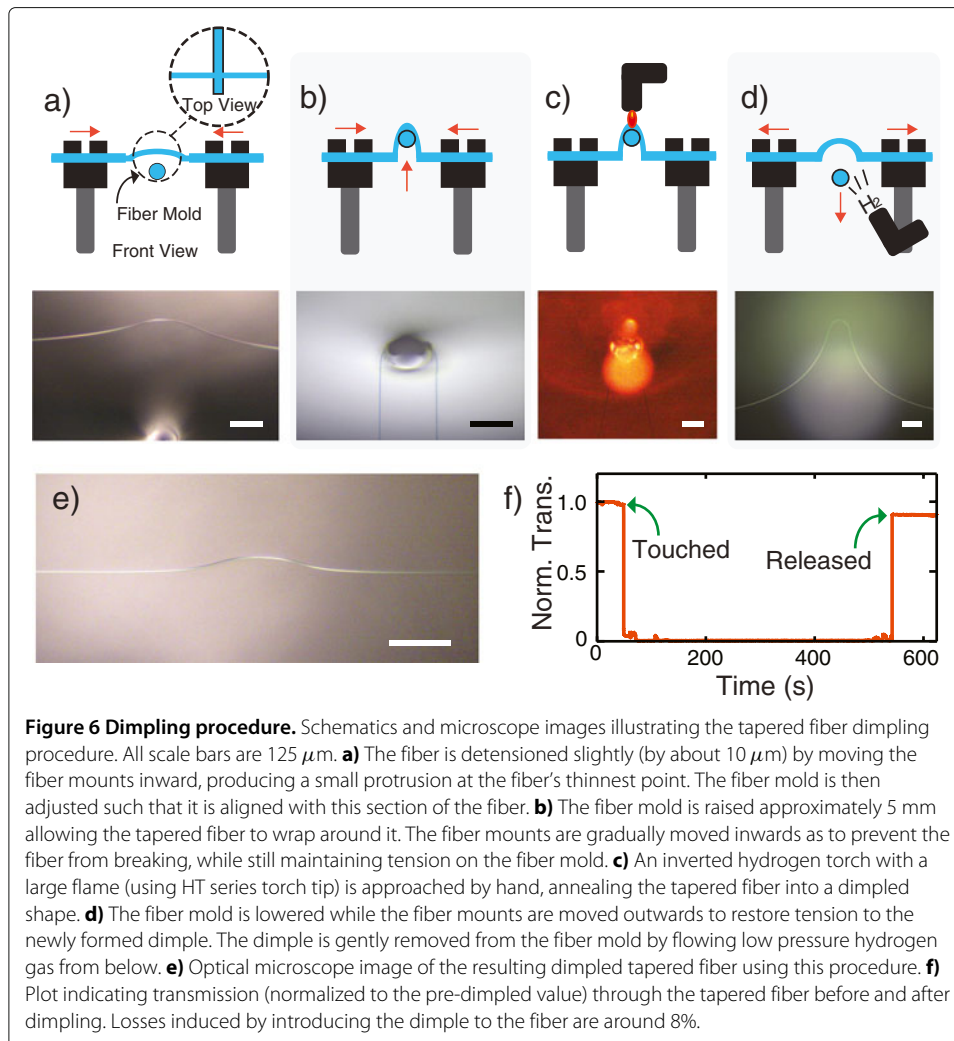 a)
Top View
Fiber Mold
Front View
b)
c)
d)
H2
e)
f)
Norm. Trans.
1.0
0.5
0
Touched
Released
0
200
400
600
Time (s)
Figure 6 Dimpling procedure. Schematics and microscope images illustrating the tapered fiber dimpling
procedure. All scale bars are 125 μm. a) The fiber is detensioned slightly (by about 10 μm) by moving the
fiber mounts inward, producing a small protrusion at the fiber's thinnest point. The fiber mold is then
adjusted such that it is aligned with this section of the fiber. b) The fiber mold is raised approximately 5 mm
allowing the tapered fiber to wrap around it. The fiber mounts are gradually moved inwards as to prevent the
fiber from breaking, while still maintaining tension on the fiber mold. c) An inverted hydrogen torch with a
large flame (using HT series torch tip) is approached by hand, annealing the tapered fiber into a dimpled
shape. d) The fiber mold is lowered while the fiber mounts are moved outwards to restore tension to the
newly formed dimple. The dimple is gently removed from the fiber mold by flowing low pressure hydrogen
gas from below. e) Optical microscope image of the resulting dimpled tapered fiber using this procedure. f)
Plot indicating transmission (normalized to the pre-dimpled value) through the tapered fiber before and after
dimpling. Losses induced by introducing the dimple to the fiber are around 8%.